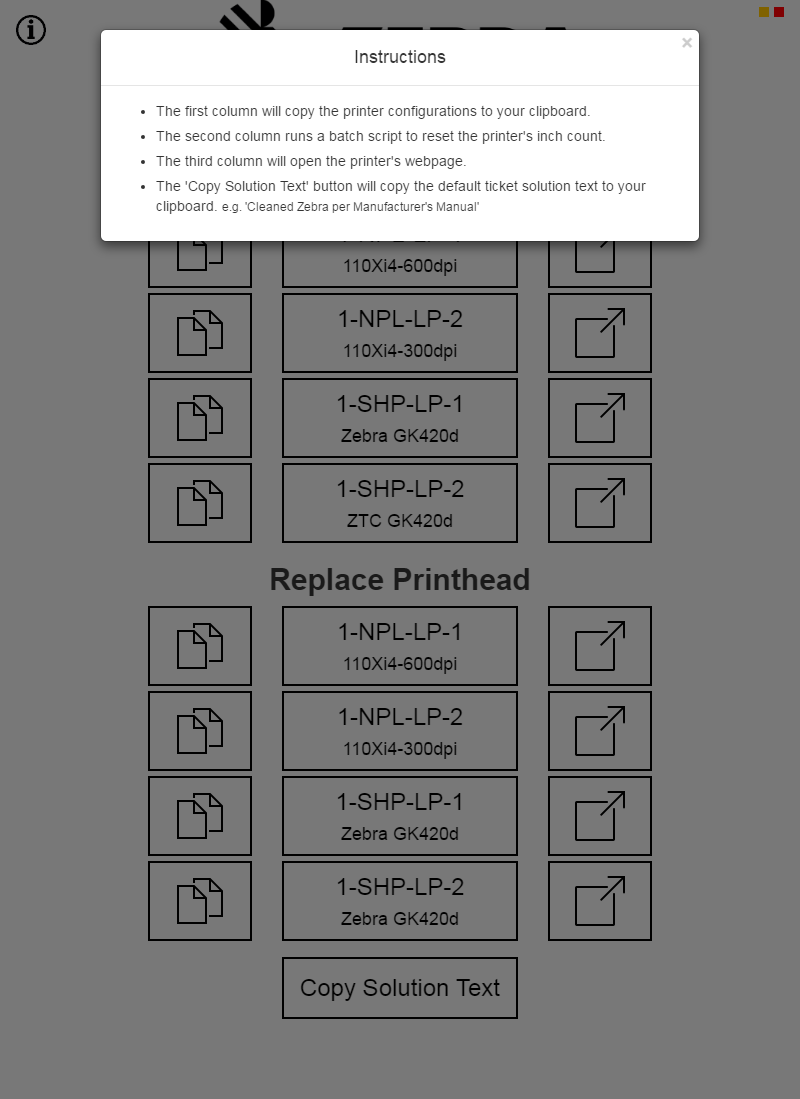 Instructions
×
• The first column will copy the printer configurations to your clipboard.
• The second column runs a batch script to reset the printer's inch count.
• The third column will open the printer's webpage.
• The 'Copy Solution Text' button will copy the default ticket solution text to your
clipboard. e.g. 'Cleaned Zebra per Manufacturer's Manual'
110Xi4-600dpi
1-NPL-LP-2
110Xi4-300dpi
1-SHP-LP-1
Zebra GK420d
1-SHP-LP-2
ZTC GK420d
Replace Printhead
1-NPL-LP-1
110Xi4-600dpi
1-NPL-LP-2
110Xi4-300dpi
1-SHP-LP-1
Zebra GK420d
1-SHP-LP-2
Zebra GK420d
Copy Solution Text